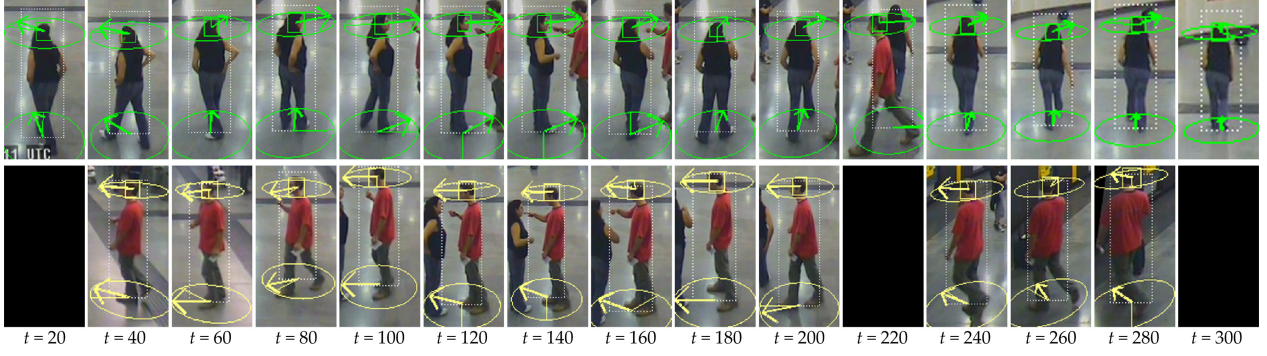 11 UTC
t = 20 t = 40 t = 60 t = 80 t = 100 t = 120 t = 140 t = 160 t = 180 t = 200 t = 220 t = 240 t = 260 t = 280 t = 300